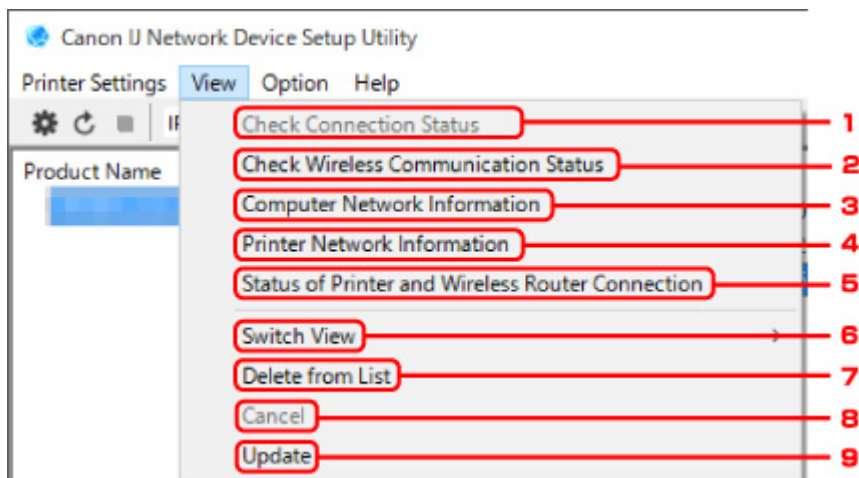 Canon IJ Network Device Setup Utility
Printer Settings View Option Help
Check Connection Status 1
Product Name Check Wireless Communication Status 2
Computer Network Information 3
Printer Network Information 4
Status of Printer and Wireless Router Connection 5
Switch View 6
Delete from List 7
Cancel 8
Update 9